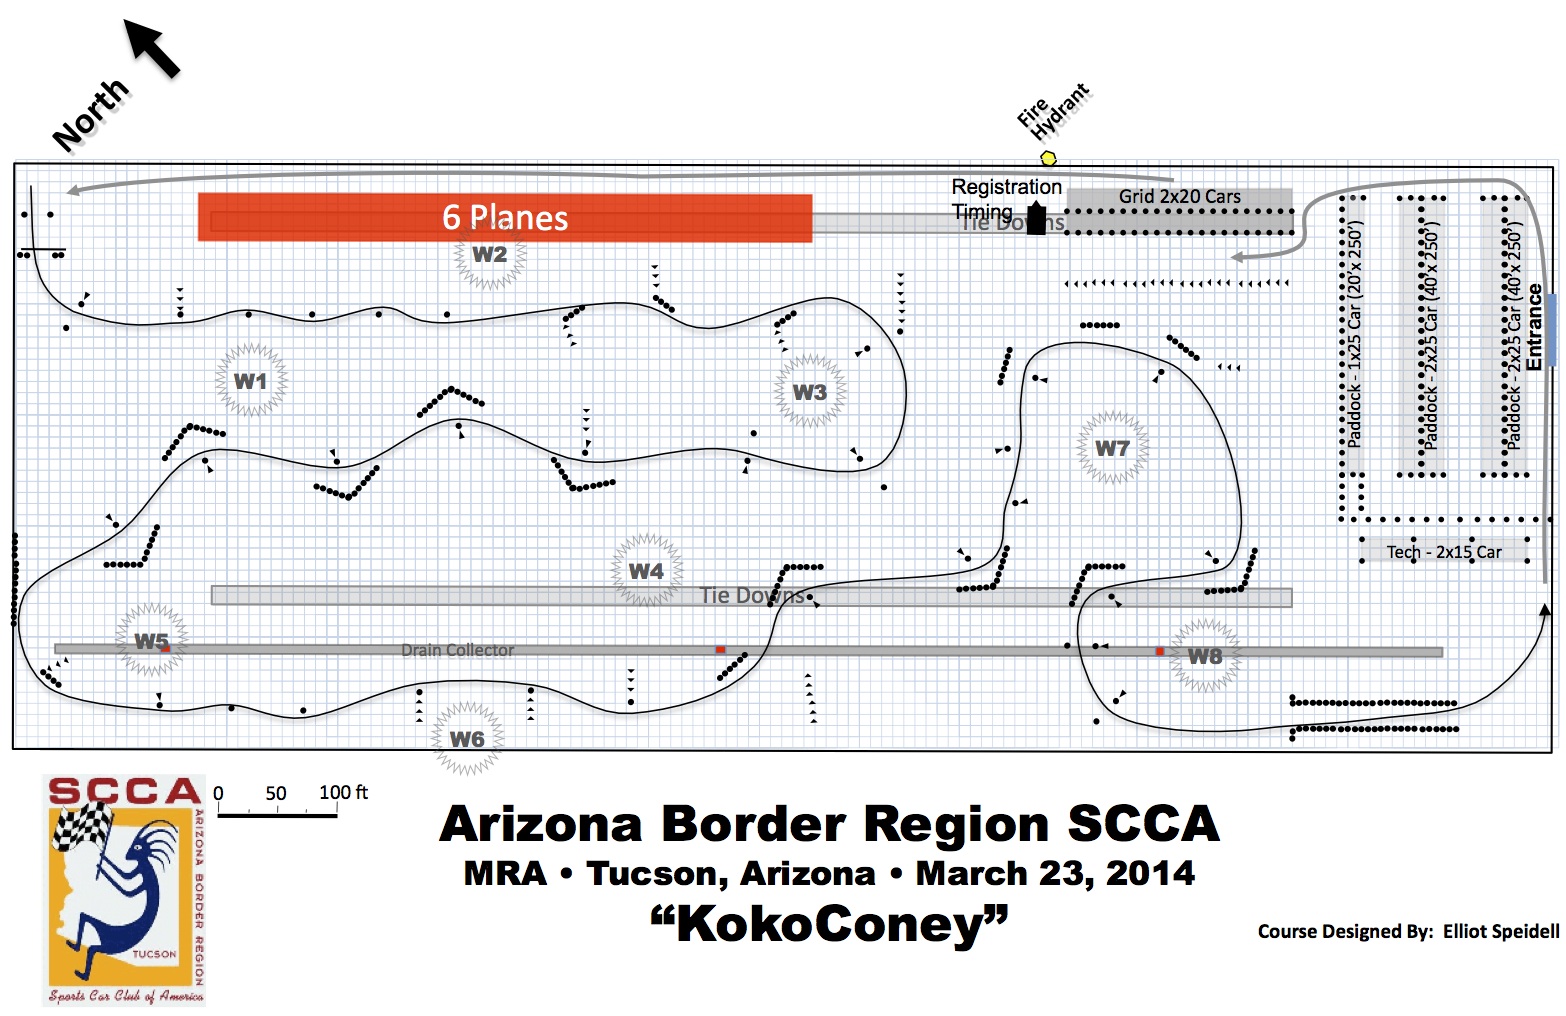 North
Fire
Hydrant
Registration
Timing
Tie Downs
Grid 2x20 Cars
6 Planes
W2
W1
W3
W7
Paddock - 1x25 Car (20'x 250')
Paddock - 2x25 Car (40'x 250')
Paddock - 2x25 Car (40'x 250')
Entrance
Tech - 2x15 Car
W4
Tie Downs
W5
Drain Collector
W8
W6
SCCA
ARIZONA BORDER REGION
TUCSON
Sports Car Club of America
0 50 100 ft
Arizona Border Region SCCA
MRA • Tucson, Arizona • March 23, 2014
“KokoConey”
Course Designed By: Elliot Speidell